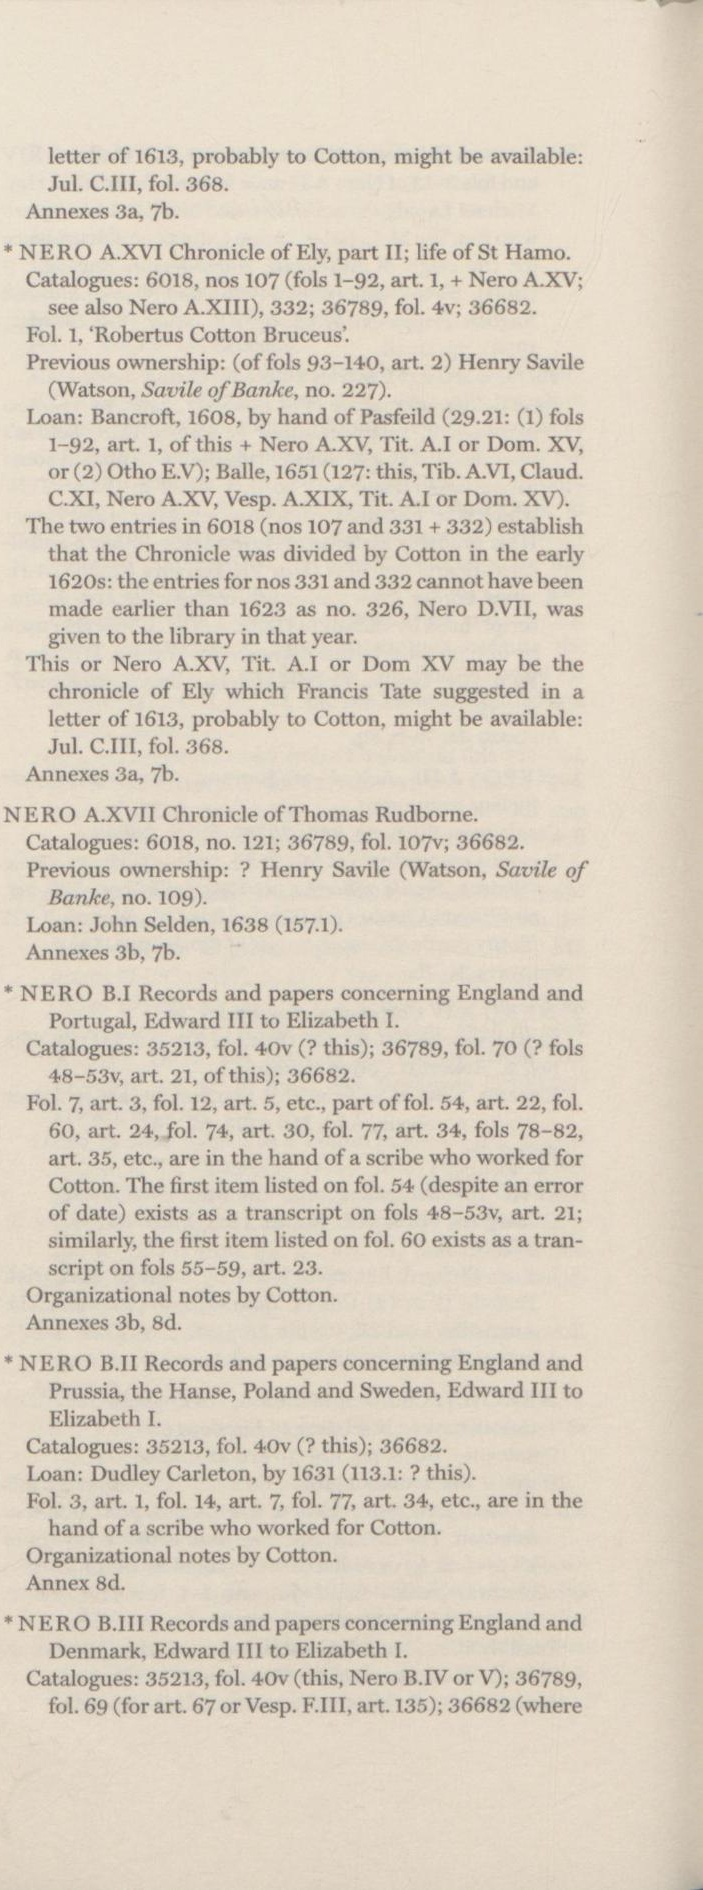 letter of 1613, probably to Cotton, might be available:
Jul. C.III, fol. 368.
Annexes 3a, 7b.
* NERO A.XVI Chronicle of Ely, part II; life of St Hamo.
Catalogues: 6018, nos 107 (fols 1–92, art. 1, + Nero A.XV;
see also Nero A.XIII), 332; 36789, fol. 4v; 36682.
Fol. 1, ‘Robertus Cotton Bruceus’.
Previous ownership: (of fols 93–140, art. 2) Henry Savile
(Watson, Savile of Banke, no. 227).
Loan: Bancroft, 1608, by hand of Pasfeild (29.21: (1) fols
1–92, art. 1, of this + Nero A.XV, Tit. A.I or Dom. XV,
or (2) Otho E.V); Balle, 1651 (127: this, Tib. A.VI, Claud.
C.XI, Nero A.XV, Vesp. A.XIX, Tit. A.I or Dom. XV).
The two entries in 6018 (nos 107 and 331 + 332) establish
that the Chronicle was divided by Cotton in the early
1620s: the entries for nos 331 and 332 cannot have been
made earlier than 1623 as no. 326, Nero D.VII, was
given to the library in that year.
This or Nero A.XV, Tit. A.I or Dom XV may be the
chronicle of Ely which Francis Tate suggested in a
letter of 1613, probably to Cotton, might be available:
Jul. C.III, fol. 368.
Annexes 3a, 7b.
NERO A.XVII Chronicle of Thomas Rudborne.
Catalogues: 6018, no. 121; 36789, fol. 107v; 36682.
Previous ownership: ? Henry Savile (Watson, Savile of
Banke, no. 109).
Loan: John Selden, 1638 (157.1).
Annexes 3b, 7b.
* NERO B.I Records and papers concerning England and
Portugal, Edward III to Elizabeth I.
Catalogues: 35213, fol. 40v (? this); 36789, fol. 70 (? fols
48–53v, art. 21, of this); 36682.
Fol. 7, art. 3, fol. 12, art. 5, etc., part of fol. 54, art. 22, fol.
60, art. 24, fol. 74, art. 30, fol. 77, art. 34, fols 78–82,
art. 35, etc., are in the hand of a scribe who worked for
Cotton. The first item listed on fol. 54 (despite an error
of date) exists as a transcript on fols 48–53v, art. 21;
similarly, the first item listed on fol. 60 exists as a tran-
script on fols 55–59, art. 23.
Organizational notes by Cotton.
Annexes 3b, 8d.
* NERO B.II Records and papers concerning England and
Prussia, the Hanse, Poland and Sweden, Edward III to
Elizabeth I.
Catalogues: 35213, fol. 40v (? this); 36682.
Loan: Dudley Carleton, by 1631 (113.1: ? this).
Fol. 3, art. 1, fol. 14, art. 7, fol. 77, art. 34, etc., are in the
hand of a scribe who worked for Cotton.
Organizational notes by Cotton.
Annex 8d.
* NERO B.III Records and papers concerning England and
Denmark, Edward III to Elizabeth I.
Catalogues: 35213, fol. 40v (this, Nero B.IV or V); 36789,
fol. 69 (for art. 67 or Vesp. F.III, art. 135); 36682 (where